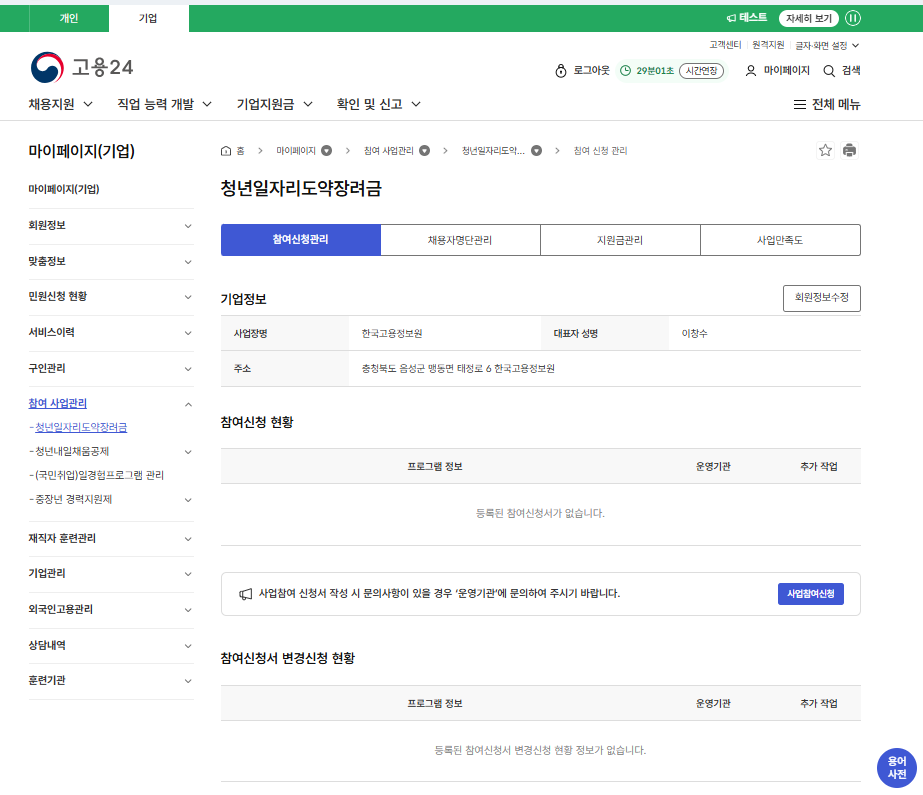 개인 기업 테스트 자세히 보기
고객센터 원격지원 글자·화면 설정
고용24 로그아웃 29분01초 시간연장 마이페이지 검색
채용지원 직업 능력 개발 기업지원금 확인 및 신고 전체 메뉴
마이페이지(기업)
마이페이지(기업)
회원정보
맞춤정보
민원신청 현황
서비스이력
구인관리
참여 사업관리
-청년일자리도약장려금
-청년내일채움공제
-(국민취업)일경험프로그램 관리
-중장년 경력지원제
재직자 훈련관리
기업관리
외국인고용관리
상담내역
훈련기관
홈 마이페이지 참여 사업관리 청년일자리도약... 참여 신청 관리
청년일자리도약장려금
참여신청관리 채용자명단관리 지원금관리 사업만족도
기업정보 회원정보수정
사업장명 한국고용정보원 대표자 성명 이창수
주소 충청북도 음성군 맹동면 태정로 6 한국고용정보원
참여신청 현황
프로그램 정보 운영기관 추가 작업
등록된 참여신청서가 없습니다.
사업참여 신청서 작성 시 문의사항이 있을 경우 '운영기관'에 문의하여 주시기 바랍니다. 사업참여신청
참여신청서 변경신청 현황
프로그램 정보 운영기관 추가 작업
등록된 참여신청서 변경신청 현황 정보가 없습니다.
용어
사전